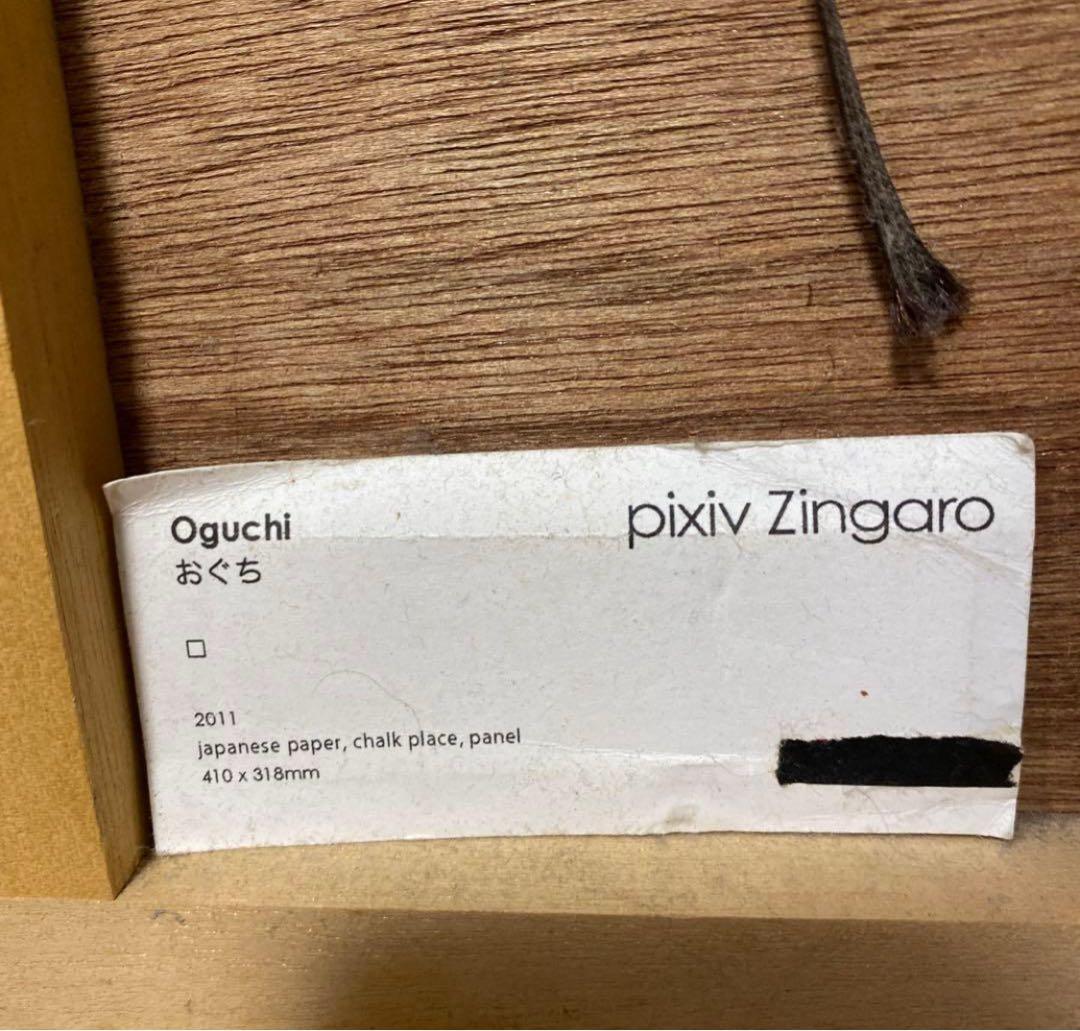 Oguchi
pixiv Zingaro
おぐち
□
2011
japanese paper, chalk place, panel
410 x 318mm